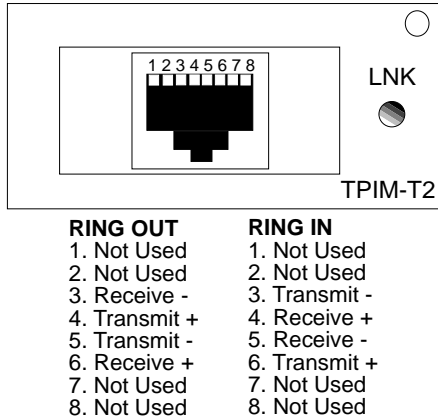 12345678
LNK
TPIM-T2
RING OUT
1. Not Used
2. Not Used
3. Receive -
4. Transmit +
5. Transmit -
6. Receive +
7. Not Used
8. Not Used
RING IN
1. Not Used
2. Not Used
3. Transmit -
4. Receive +
5. Receive -
6. Transmit +
7. Not Used
8. Not Used